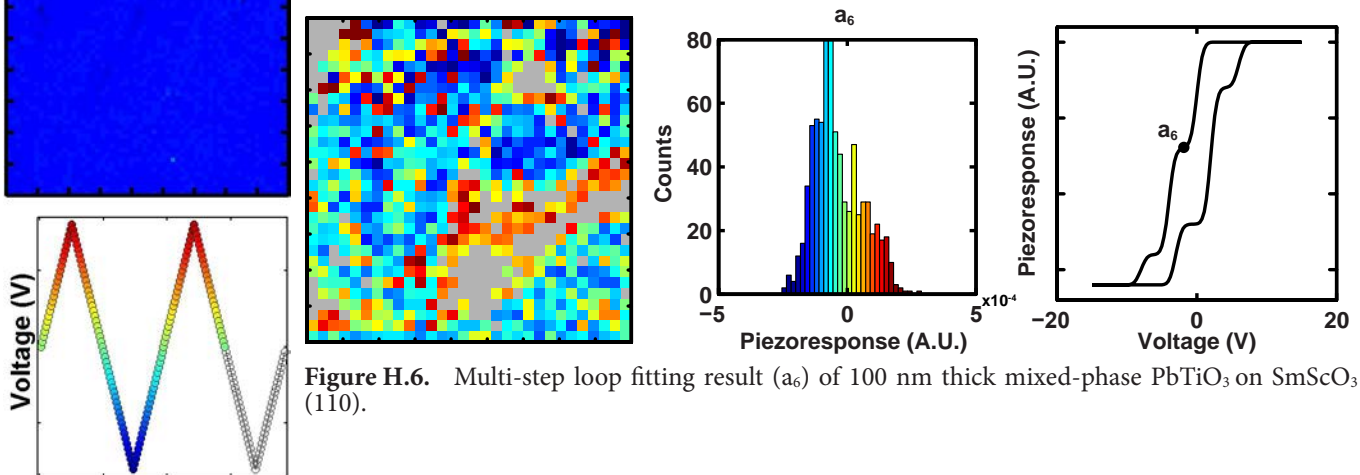 Voltage (V)
a₆
80
60
40
20
0
Counts
−5
0
5
x10⁻⁴
Piezoresponse (A.U.)
Piezoresponse (A.U.)
a₆
−20
0
20
Voltage (V)
Figure H.6. Multi-step loop fitting result (a₆) of 100 nm thick mixed-phase PbTiO₃ on SmScO₃
(110).